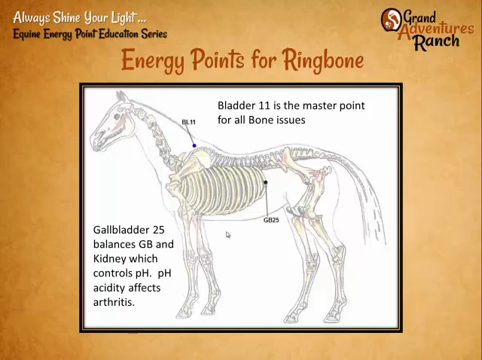 Always Shine Your Light...
Equine Energy Point Education Series
Grand
Adventures
Ranch
Energy Points for Ringbone
Bladder 11 is the master point
for all Bone issues
BL11
GB25
Gallbladder 25
balances GB and
Kidney which
controls pH. pH
acidity affects
arthritis.